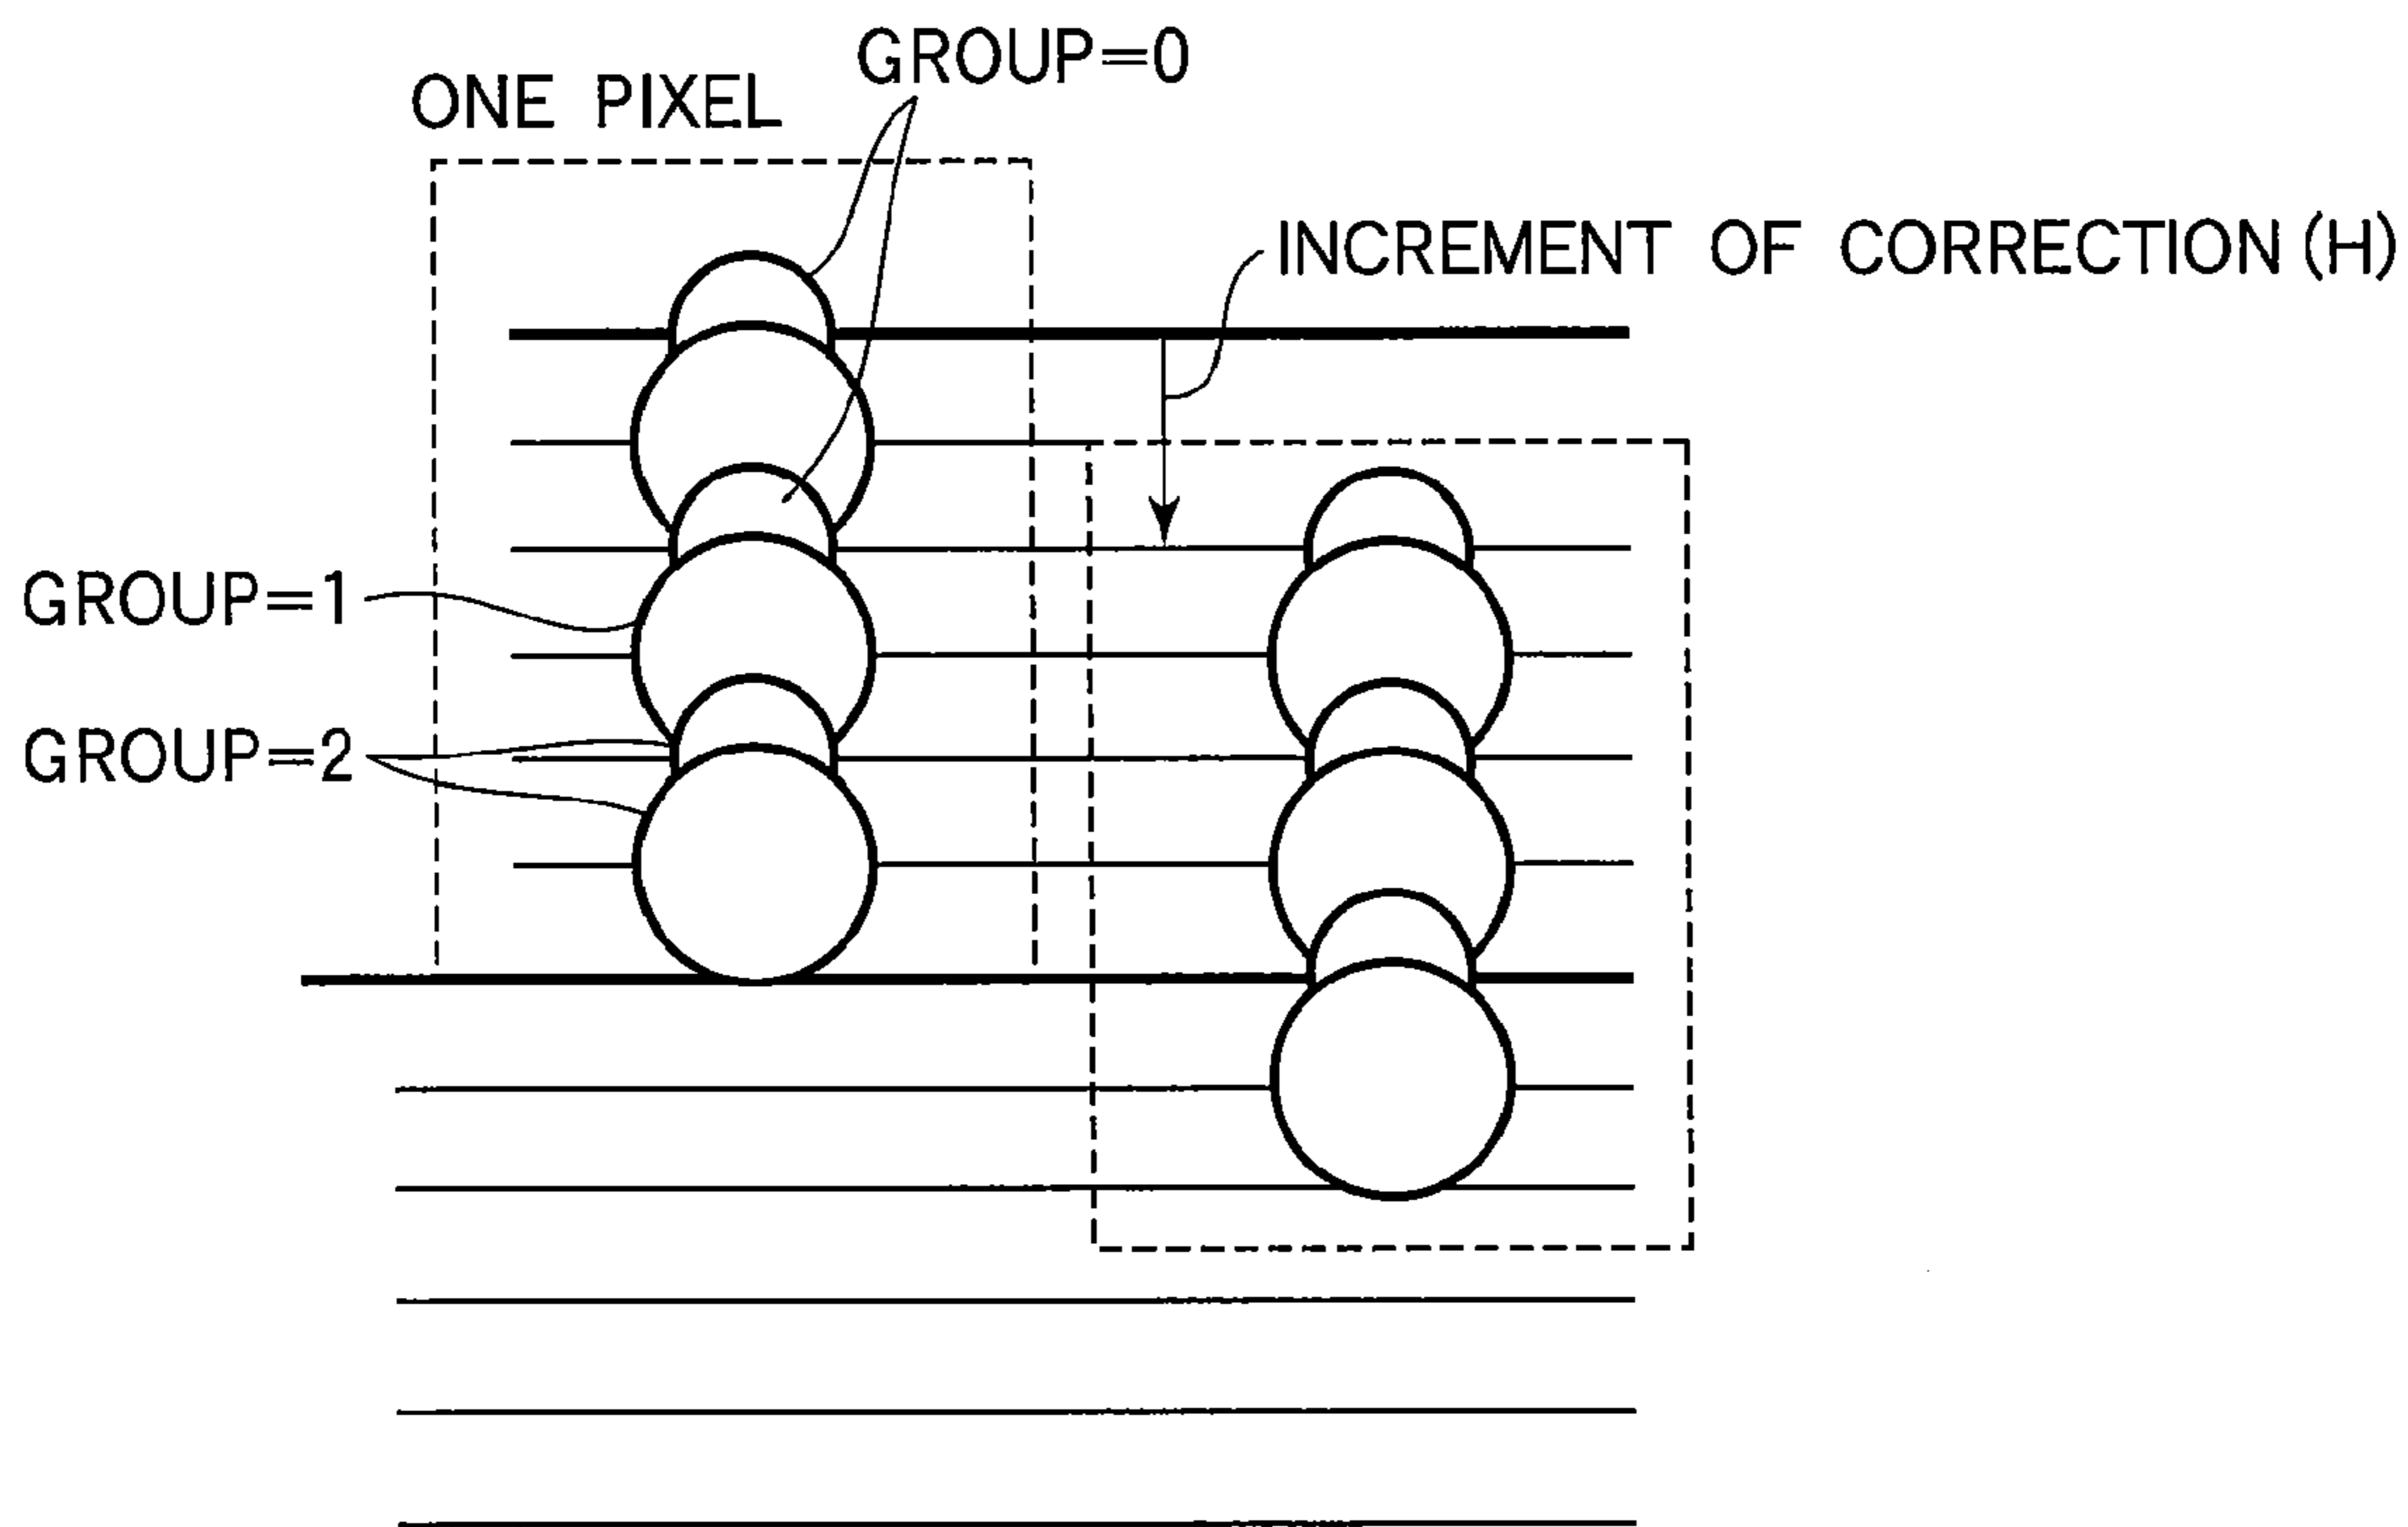 GROUP=0
ONE PIXEL
INCREMENT OF CORRECTION (H)
GROUP=1
GROUP=2